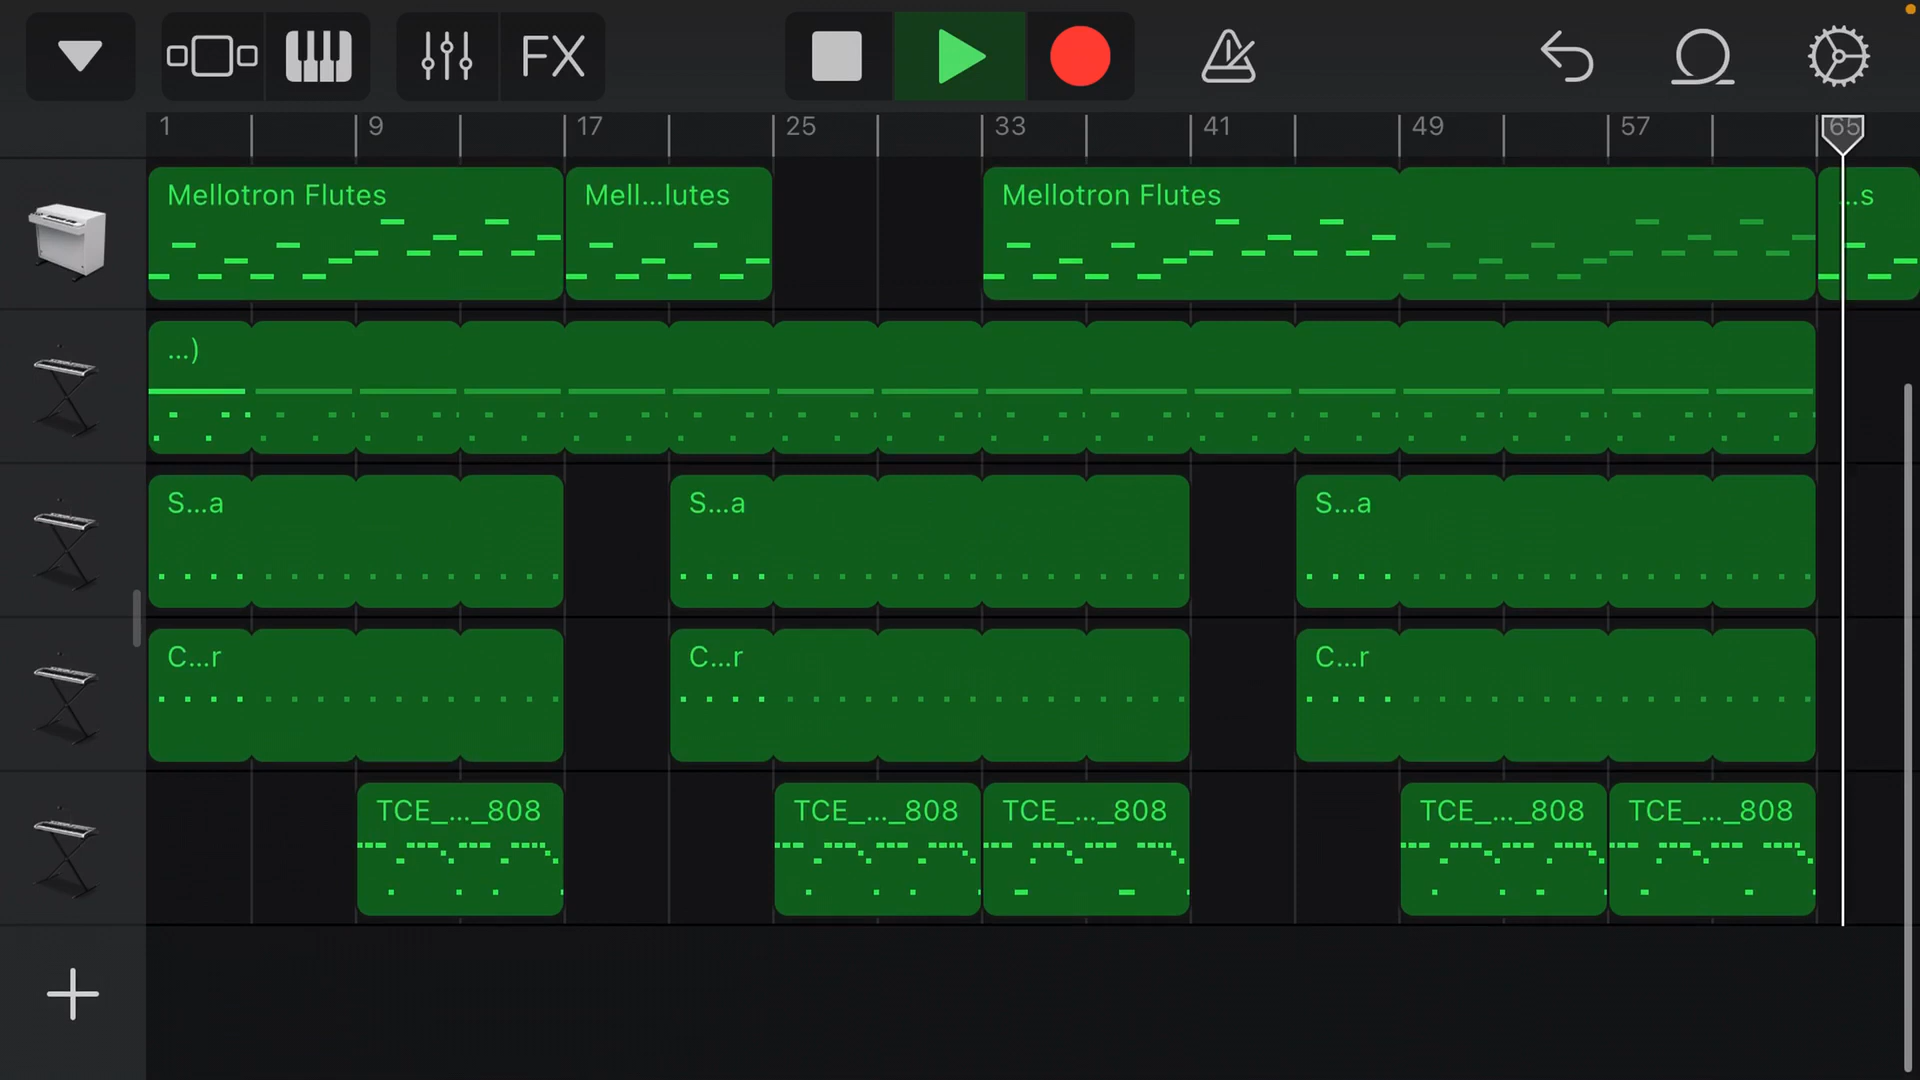 FX
1 9 17 25 33 41 49 57 65
Mellotron Flutes Mell...lutes Mellotron Flutes ...s
...)
S...a S...a S...a
C...r C...r C...r
TCE_..._808 TCE_..._808 TCE_..._808 TCE_..._808 TCE_..._808